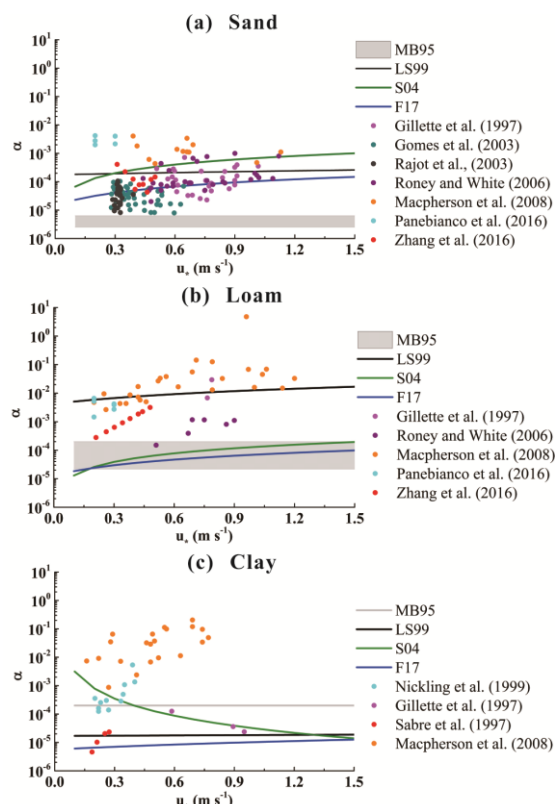 (a) Sand
α
10¹
10⁰
10⁻¹
10⁻²
10⁻³
10⁻⁴
10⁻⁵
10⁻⁶
0.0 0.3 0.6 0.9 1.2 1.5
u* (m s⁻¹)
MB95
LS99
S04
F17
Gillette et al. (1997)
Gomes et al. (2003)
Rajot et al., (2003)
Roney and White (2006)
Macpherson et al. (2008)
Panebianco et al. (2016)
Zhang et al. (2016)
(b) Loam
α
10¹
10⁰
10⁻¹
10⁻²
10⁻³
10⁻⁴
10⁻⁵
10⁻⁶
0.0 0.3 0.6 0.9 1.2 1.5
u* (m s⁻¹)
MB95
LS99
S04
F17
Gillette et al. (1997)
Roney and White (2006)
Macpherson et al. (2008)
Panebianco et al. (2016)
Zhang et al. (2016)
(c) Clay
α
10¹
10⁰
10⁻¹
10⁻²
10⁻³
10⁻⁴
10⁻⁵
10⁻⁶
0.0 0.3 0.6 0.9 1.2 1.5
u* (m s⁻¹)
MB95
LS99
S04
F17
Nickling et al. (1999)
Gillette et al. (1997)
Sabre et al. (1997)
Macpherson et al. (2008)